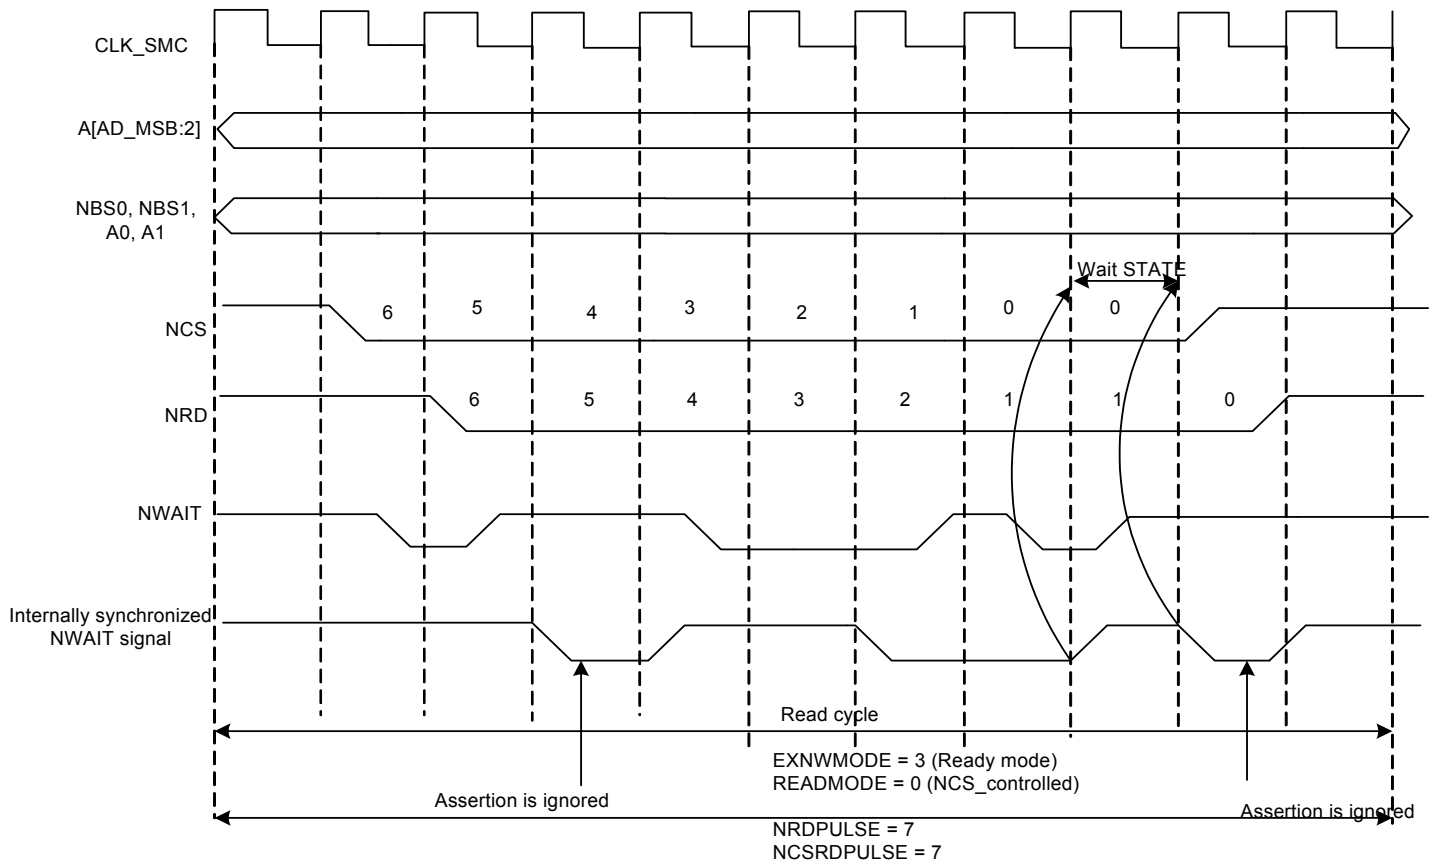 CLK_SMC
A[AD_MSB:2]
NBS0, NBS1,
A0, A1
Wait STATE
NCS
6 5 4 3 2 1 0 0
NRD
6 5 4 3 2 1 1 0
NWAIT
Internally synchronized
NWAIT signal
Read cycle
EXNWMODE = 3 (Ready mode)
READMODE = 0 (NCS_controlled)
Assertion is ignored
Assertion is ignored
NRDPULSE = 7
NCSRDPULSE = 7